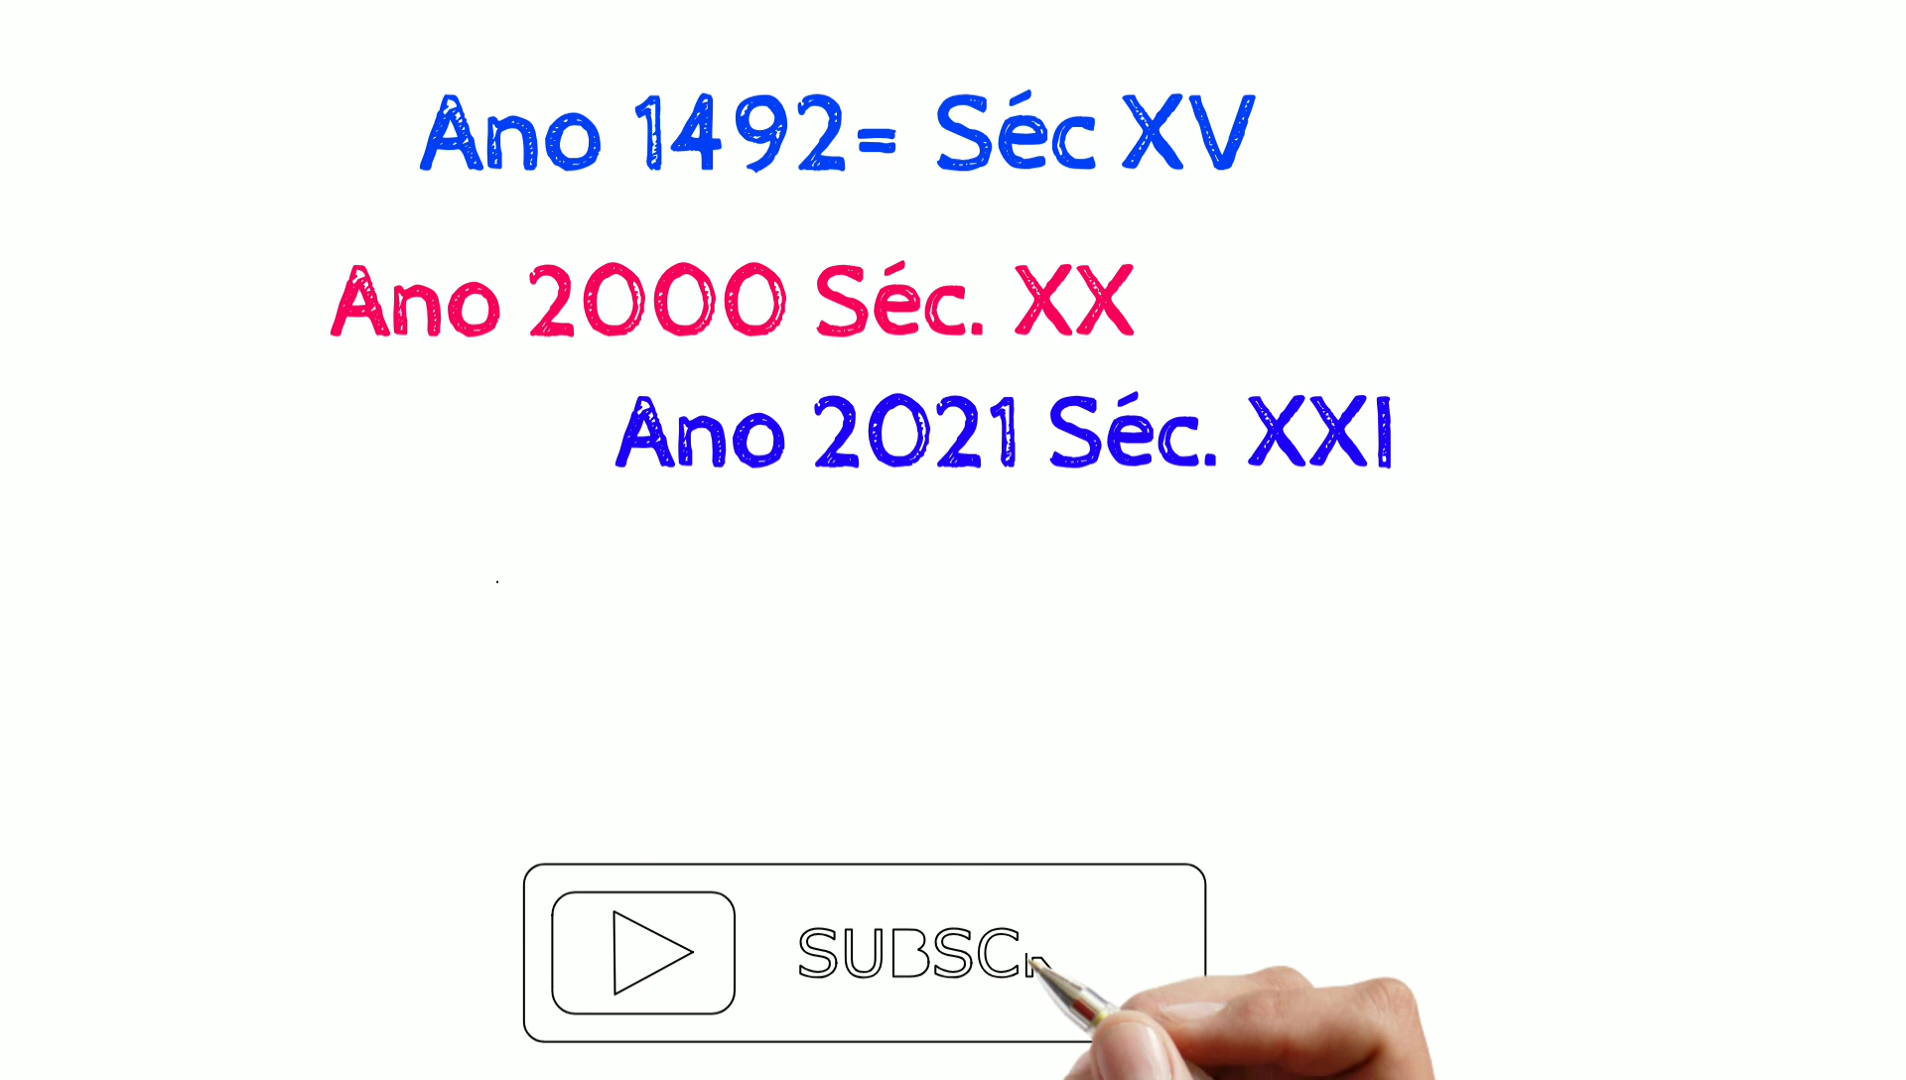 Ano 1492= Séc XV
Ano 2000 Séc. XX
Ano 2021 Séc. XXI
SUBSC